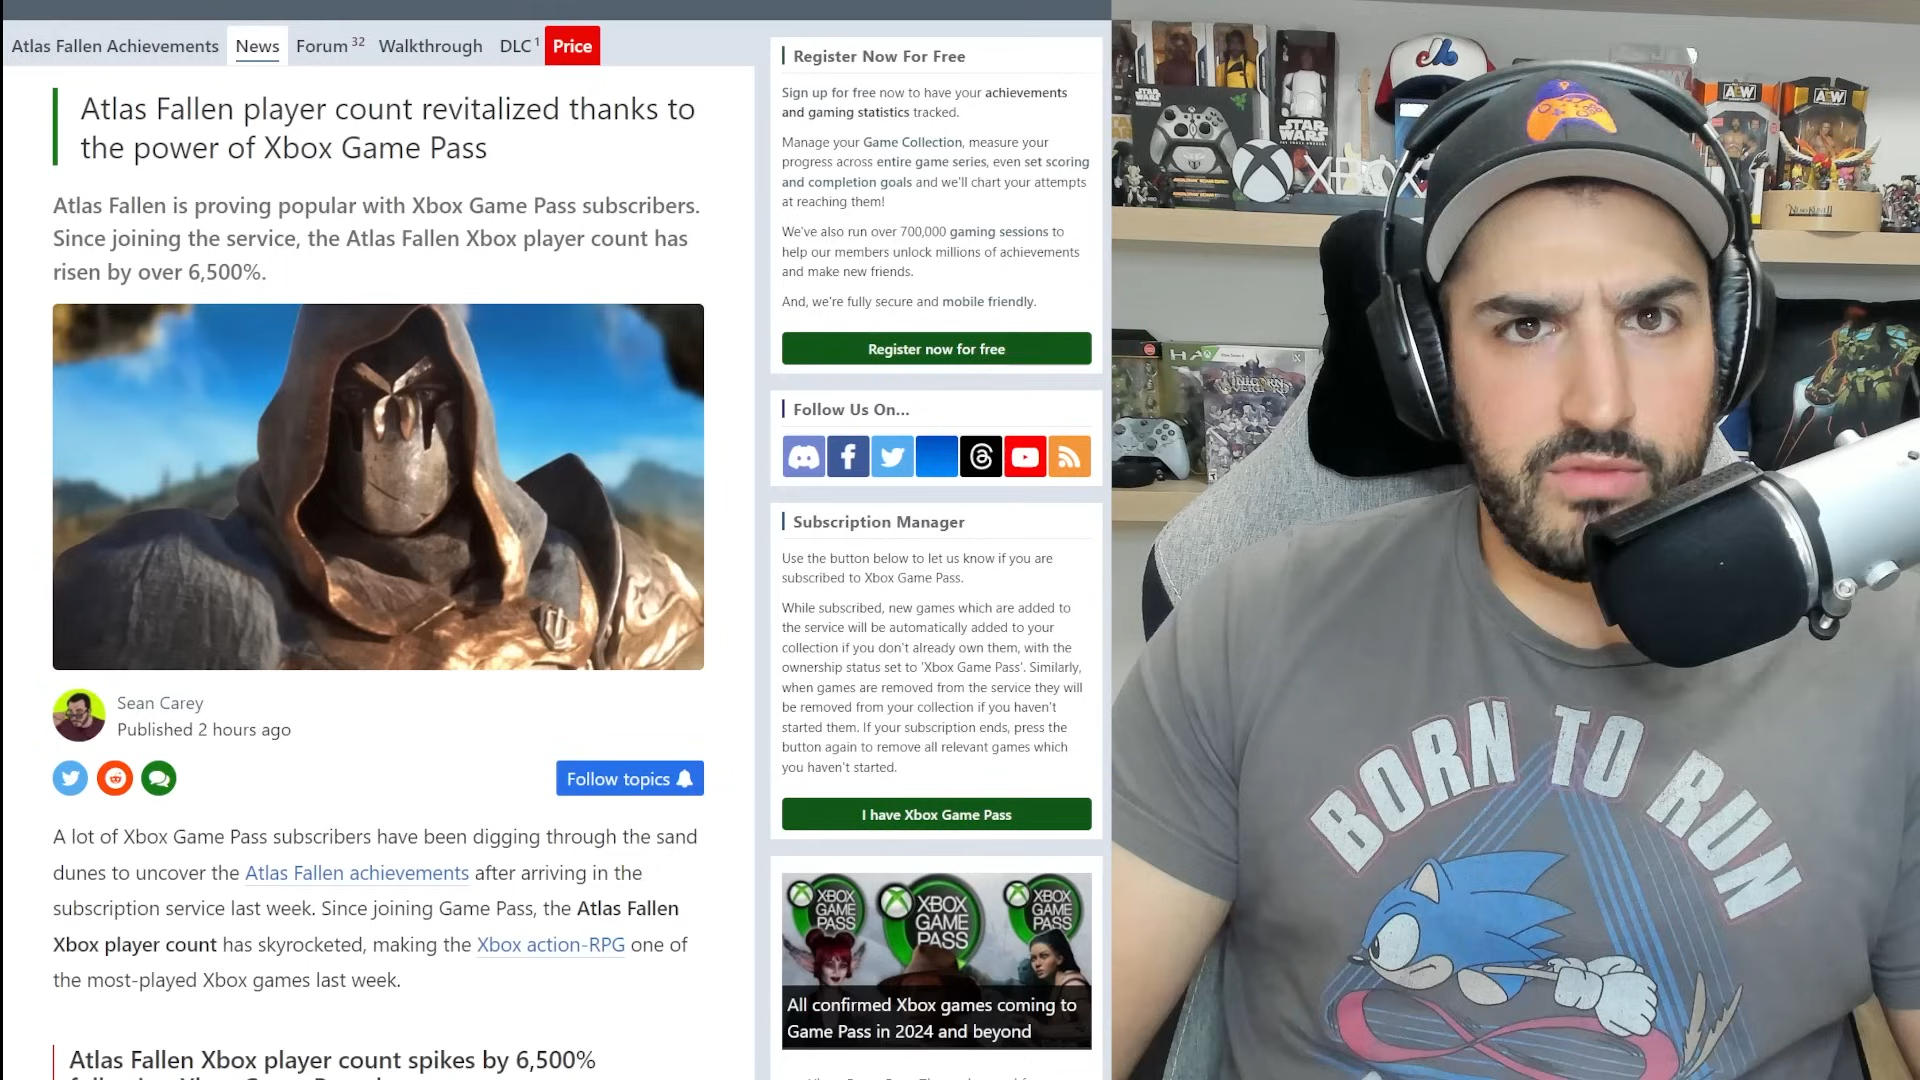 Atlas Fallen Achievements News Forum 32 Walkthrough DLC 1 Price
Atlas Fallen player count revitalized thanks to
the power of Xbox Game Pass
Atlas Fallen is proving popular with Xbox Game Pass subscribers.
Since joining the service, the Atlas Fallen Xbox player count has
risen by over 6,500%.
Sean Carey
Published 2 hours ago
Follow topics
A lot of Xbox Game Pass subscribers have been digging through the sand
dunes to uncover the Atlas Fallen achievements after arriving in the
subscription service last week. Since joining Game Pass, the Atlas Fallen
Xbox player count has skyrocketed, making the Xbox action-RPG one of
the most-played Xbox games last week.
Atlas Fallen Xbox player count spikes by 6,500%
Register Now For Free
Sign up for free now to have your achievements
and gaming statistics tracked.
Manage your Game Collection, measure your
progress across entire game series, even set scoring
and completion goals and we'll chart your attempts
at reaching them!
We've also run over 700,000 gaming sessions to
help our members unlock millions of achievements
and make new friends.
And, we're fully secure and mobile friendly.
Register now for free
Follow Us On...
Subscription Manager
Use the button below to let us know if you are
subscribed to Xbox Game Pass.
While subscribed, new games which are added to
the service will be automatically added to your
collection if you don't already own them, with the
ownership status set to 'Xbox Game Pass'. Similarly,
when games are removed from the service they will
be removed from your collection if you haven't
started them. If your subscription ends, press the
button again to remove all relevant games which
you haven't started.
I have Xbox Game Pass
XBOX
GAME
PASS
XBOX
GAME
PASS
XBOX
GAME
PASS
All confirmed Xbox games coming to
Game Pass in 2024 and beyond
STAR
WARS
STAR
WARS
XBOX
AEW
AEW
BORN TO RUN